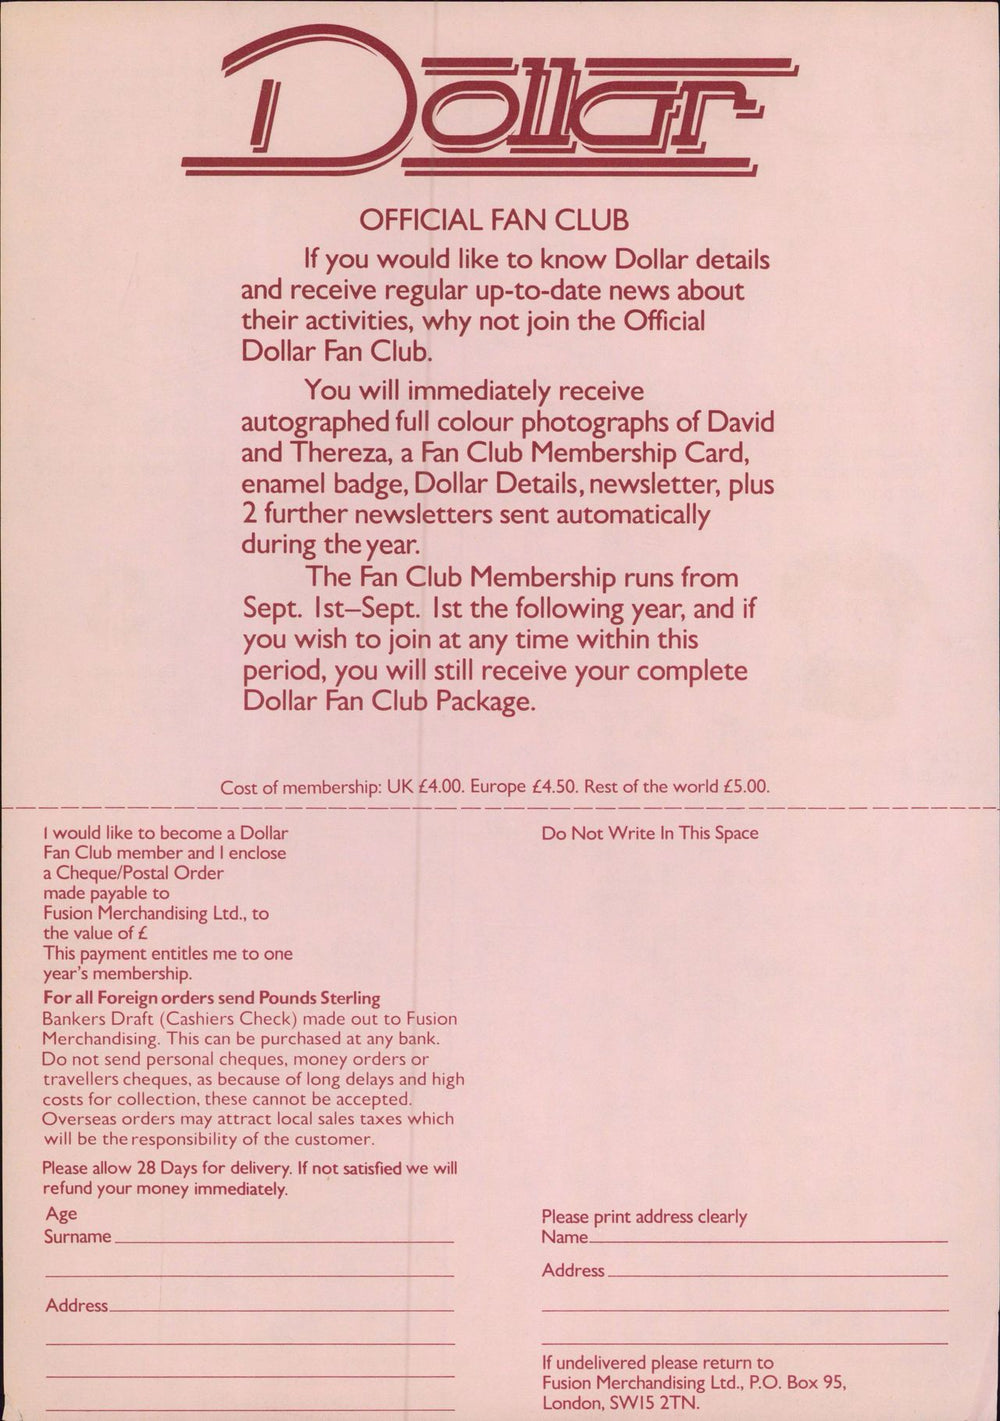 Dollar
OFFICIAL FAN CLUB
If you would like to know Dollar details
and receive regular up-to-date news about
their activities, why not join the Official
Dollar Fan Club.
You will immediately receive
autographed full colour photographs of David
and Thereza, a Fan Club Membership Card,
enamel badge, Dollar Details, newsletter, plus
2 further newsletters sent automatically
during the year.
The Fan Club Membership runs from
Sept. 1st–Sept. 1st the following year, and if
you wish to join at any time within this
period, you will still receive your complete
Dollar Fan Club Package.
Cost of membership: UK £4.00. Europe £4.50. Rest of the world £5.00.
I would like to become a Dollar
Fan Club member and I enclose
a Cheque/Postal Order
made payable to
Fusion Merchandising Ltd., to
the value of £
This payment entitles me to one
year's membership.
For all Foreign orders send Pounds Sterling
Bankers Draft (Cashiers Check) made out to Fusion
Merchandising. This can be purchased at any bank.
Do not send personal cheques, money orders or
travellers cheques, as because of long delays and high
costs for collection, these cannot be accepted.
Overseas orders may attract local sales taxes which
will be the responsibility of the customer.
Please allow 28 Days for delivery. If not satisfied we will
refund your money immediately.
Age
Surname
Address
Do Not Write In This Space
Please print address clearly
Name
Address
If undelivered please return to
Fusion Merchandising Ltd., P.O. Box 95,
London, SW15 2TN.